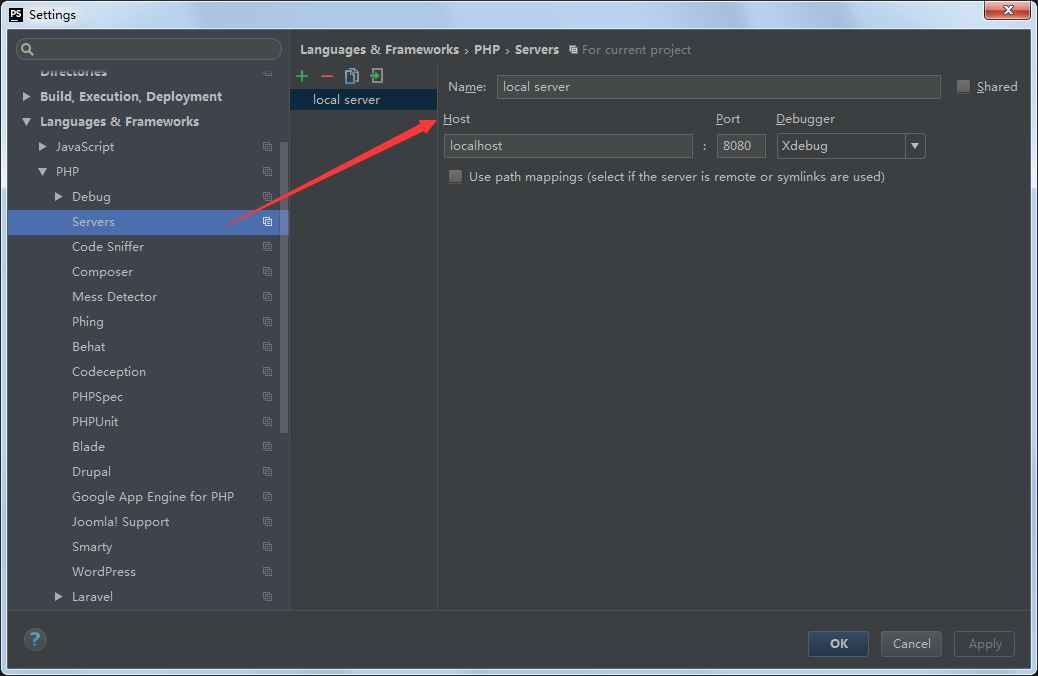 PS Settings
Directories
Build, Execution, Deployment
Languages & Frameworks
JavaScript
PHP
Debug
Servers
Code Sniffer
Composer
Mess Detector
Phing
Behat
Codeception
PHPSpec
PHPUnit
Blade
Drupal
Google App Engine for PHP
Joomla! Support
Smarty
WordPress
Laravel
Languages & Frameworks › PHP › Servers For current project
local server
Name: local server Shared
Host Port Debugger
localhost : 8080 Xdebug
Use path mappings (select if the server is remote or symlinks are used)
? OK Cancel Apply